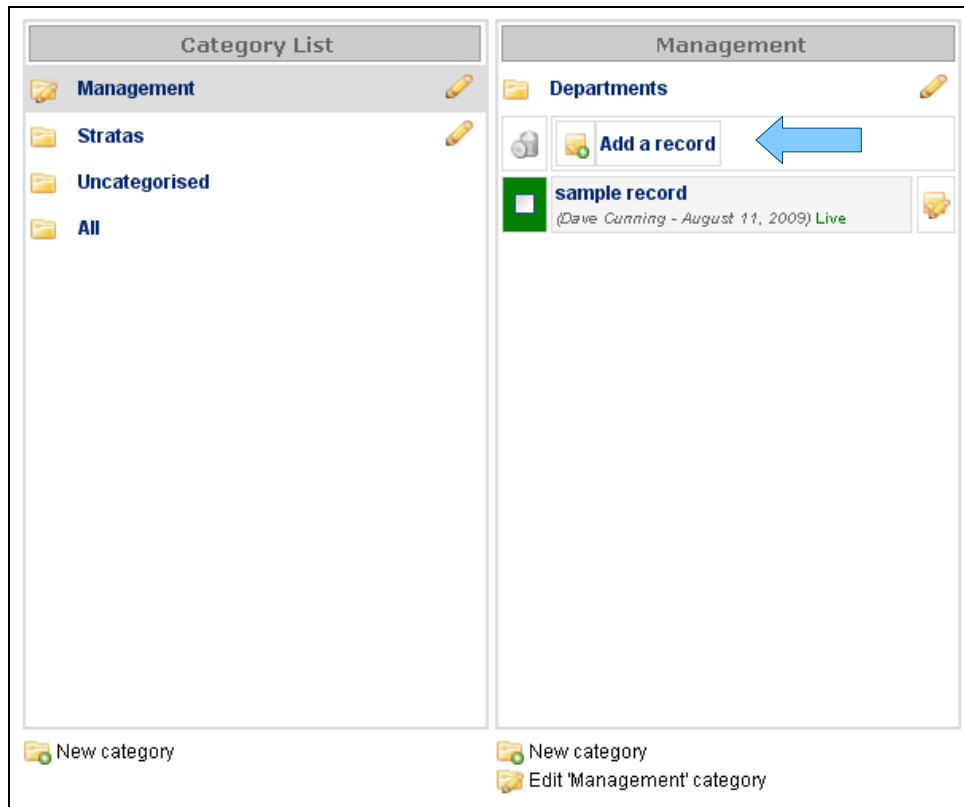 Category List
Management
Stratas
Uncategorised
All
New category
Management
Departments
Add a record
sample record
(Dave Cunning - August 11, 2009) Live
New category
Edit 'Management' category